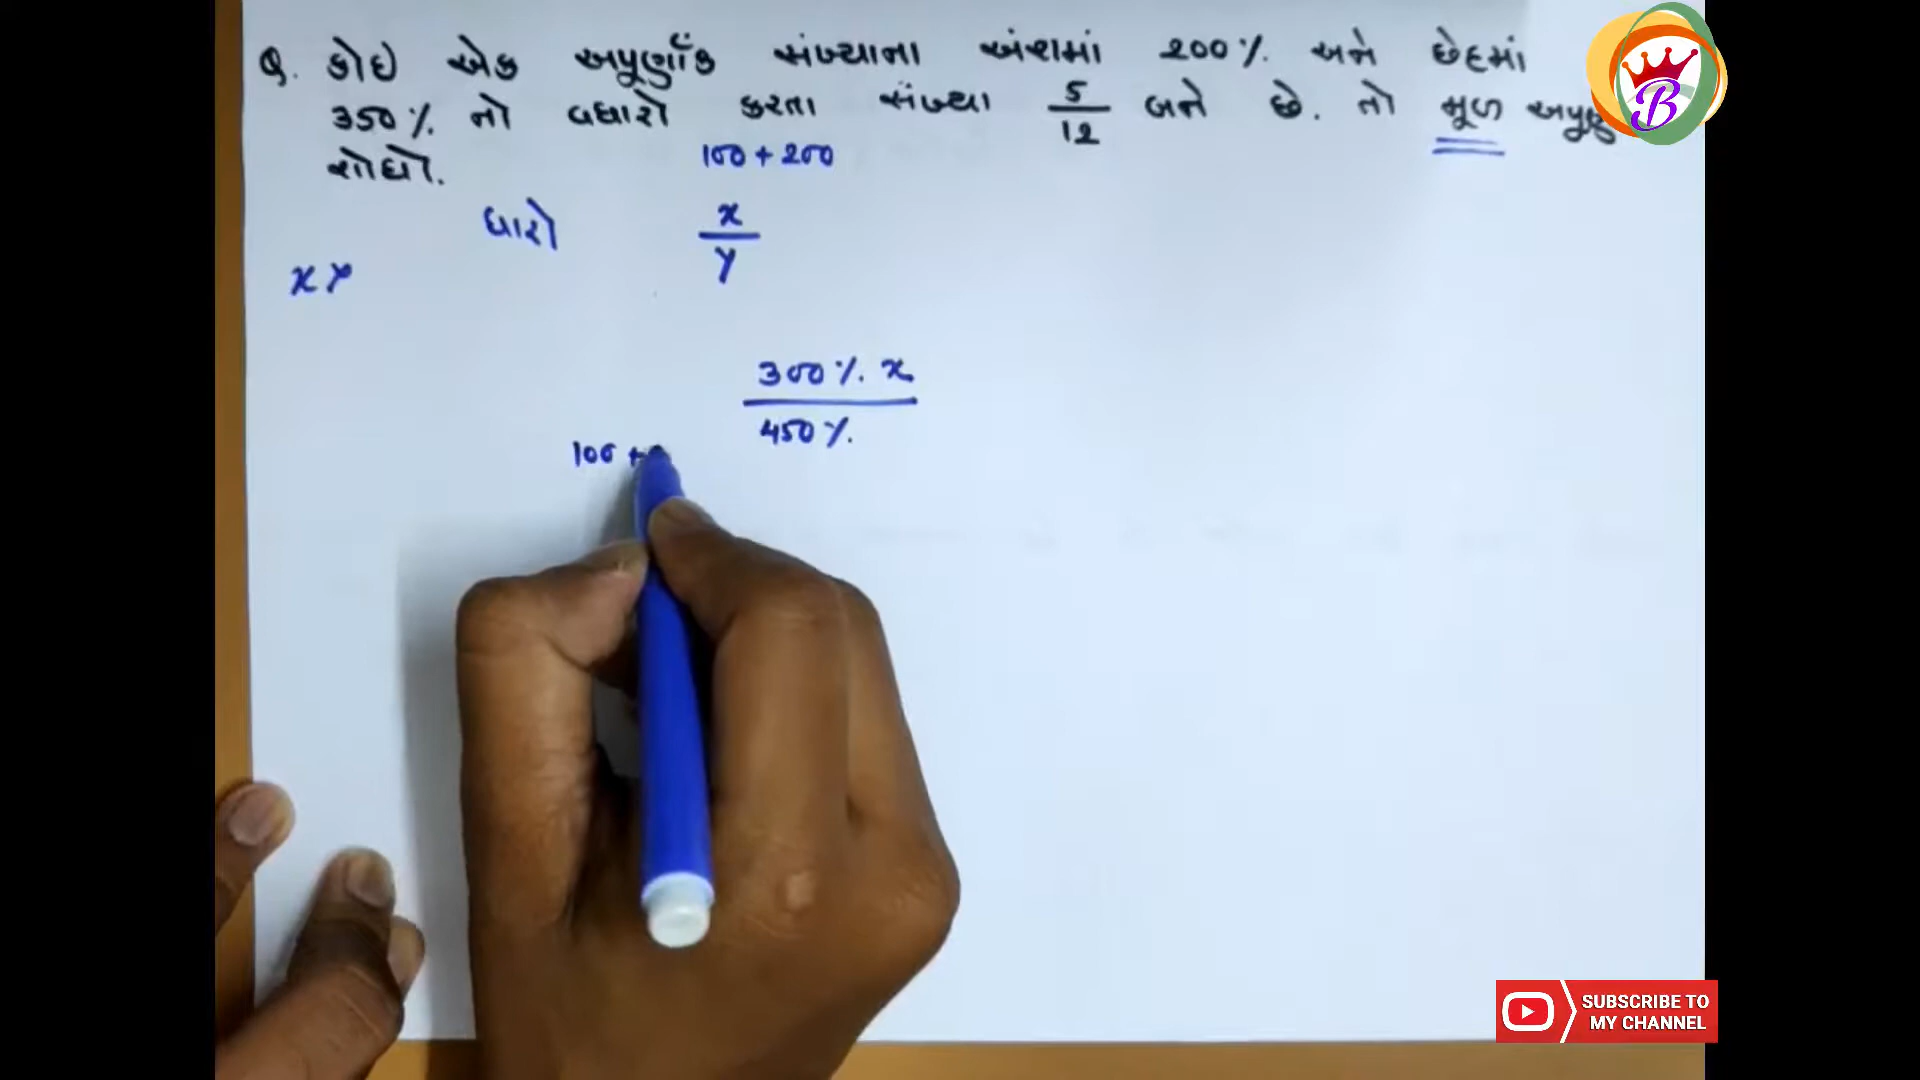 Q. કોઇ એક અપૂર્ણાંક સંખ્યાના અંશમાં 200% અને છેદમાં
350% નો વધારો કરતા સંખ્યા 5/12 બને છે. તો મૂળ
શોધો.
100 + 200
ધારો x/y
xy
300% x
450%
100 +
B
SUBSCRIBE TO
MY CHANNEL